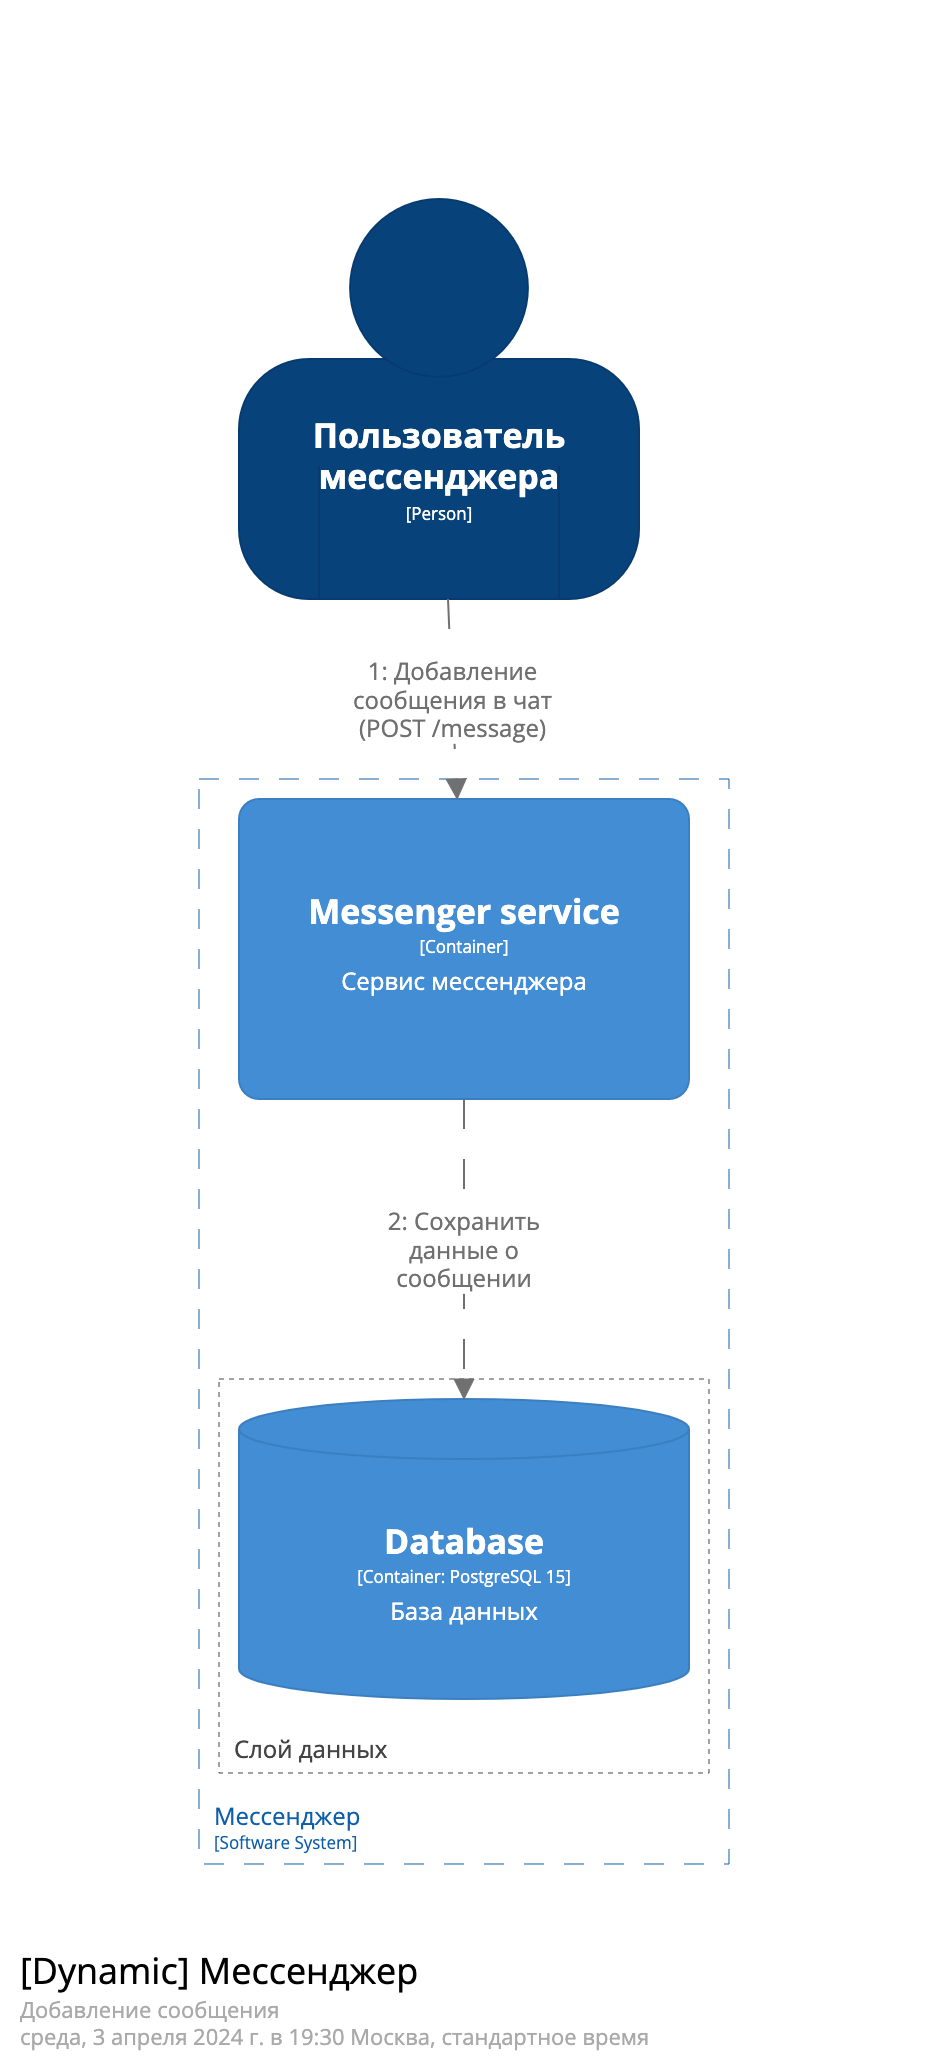 Пользователь
мессенджера
[Person]
1: Добавление
сообщения в чат
(POST /message)
Messenger service
[Container]
Сервис мессенджера
2: Сохранить
данные о
сообщении
Database
[Container: PostgreSQL 15]
База данных
Слой данных
Мессенджер
[Software System]
[Dynamic] Мессенджер
Добавление сообщения
среда, 3 апреля 2024 г. в 19:30 Москва, стандартное время